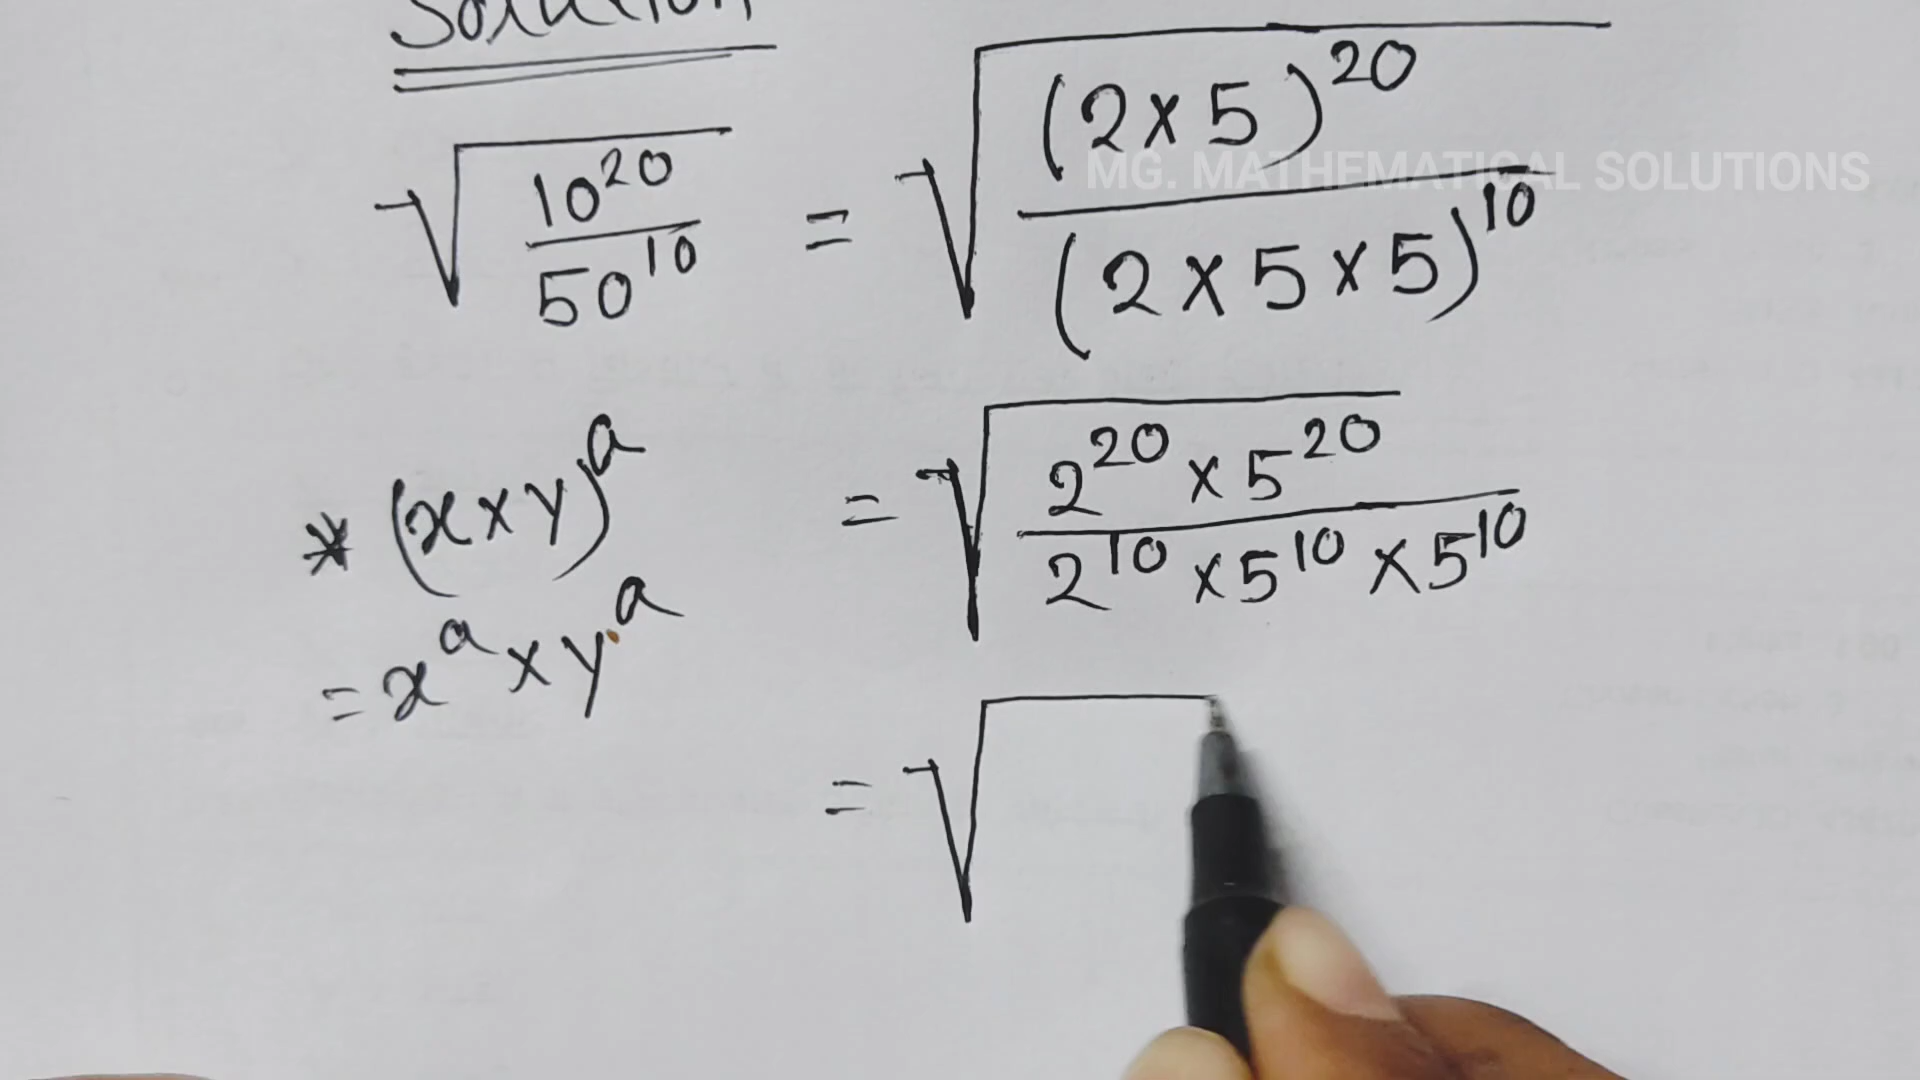 Solution
√(10^20 / 50^10) = √((2 × 5)^20 / (2 × 5 × 5)^10)
MG. MATHEMATICAL SOLUTIONS
= √(2^20 × 5^20 / 2^10 × 5^10 × 5^10)
* (x × y)^a
= x^a × y^a
= √